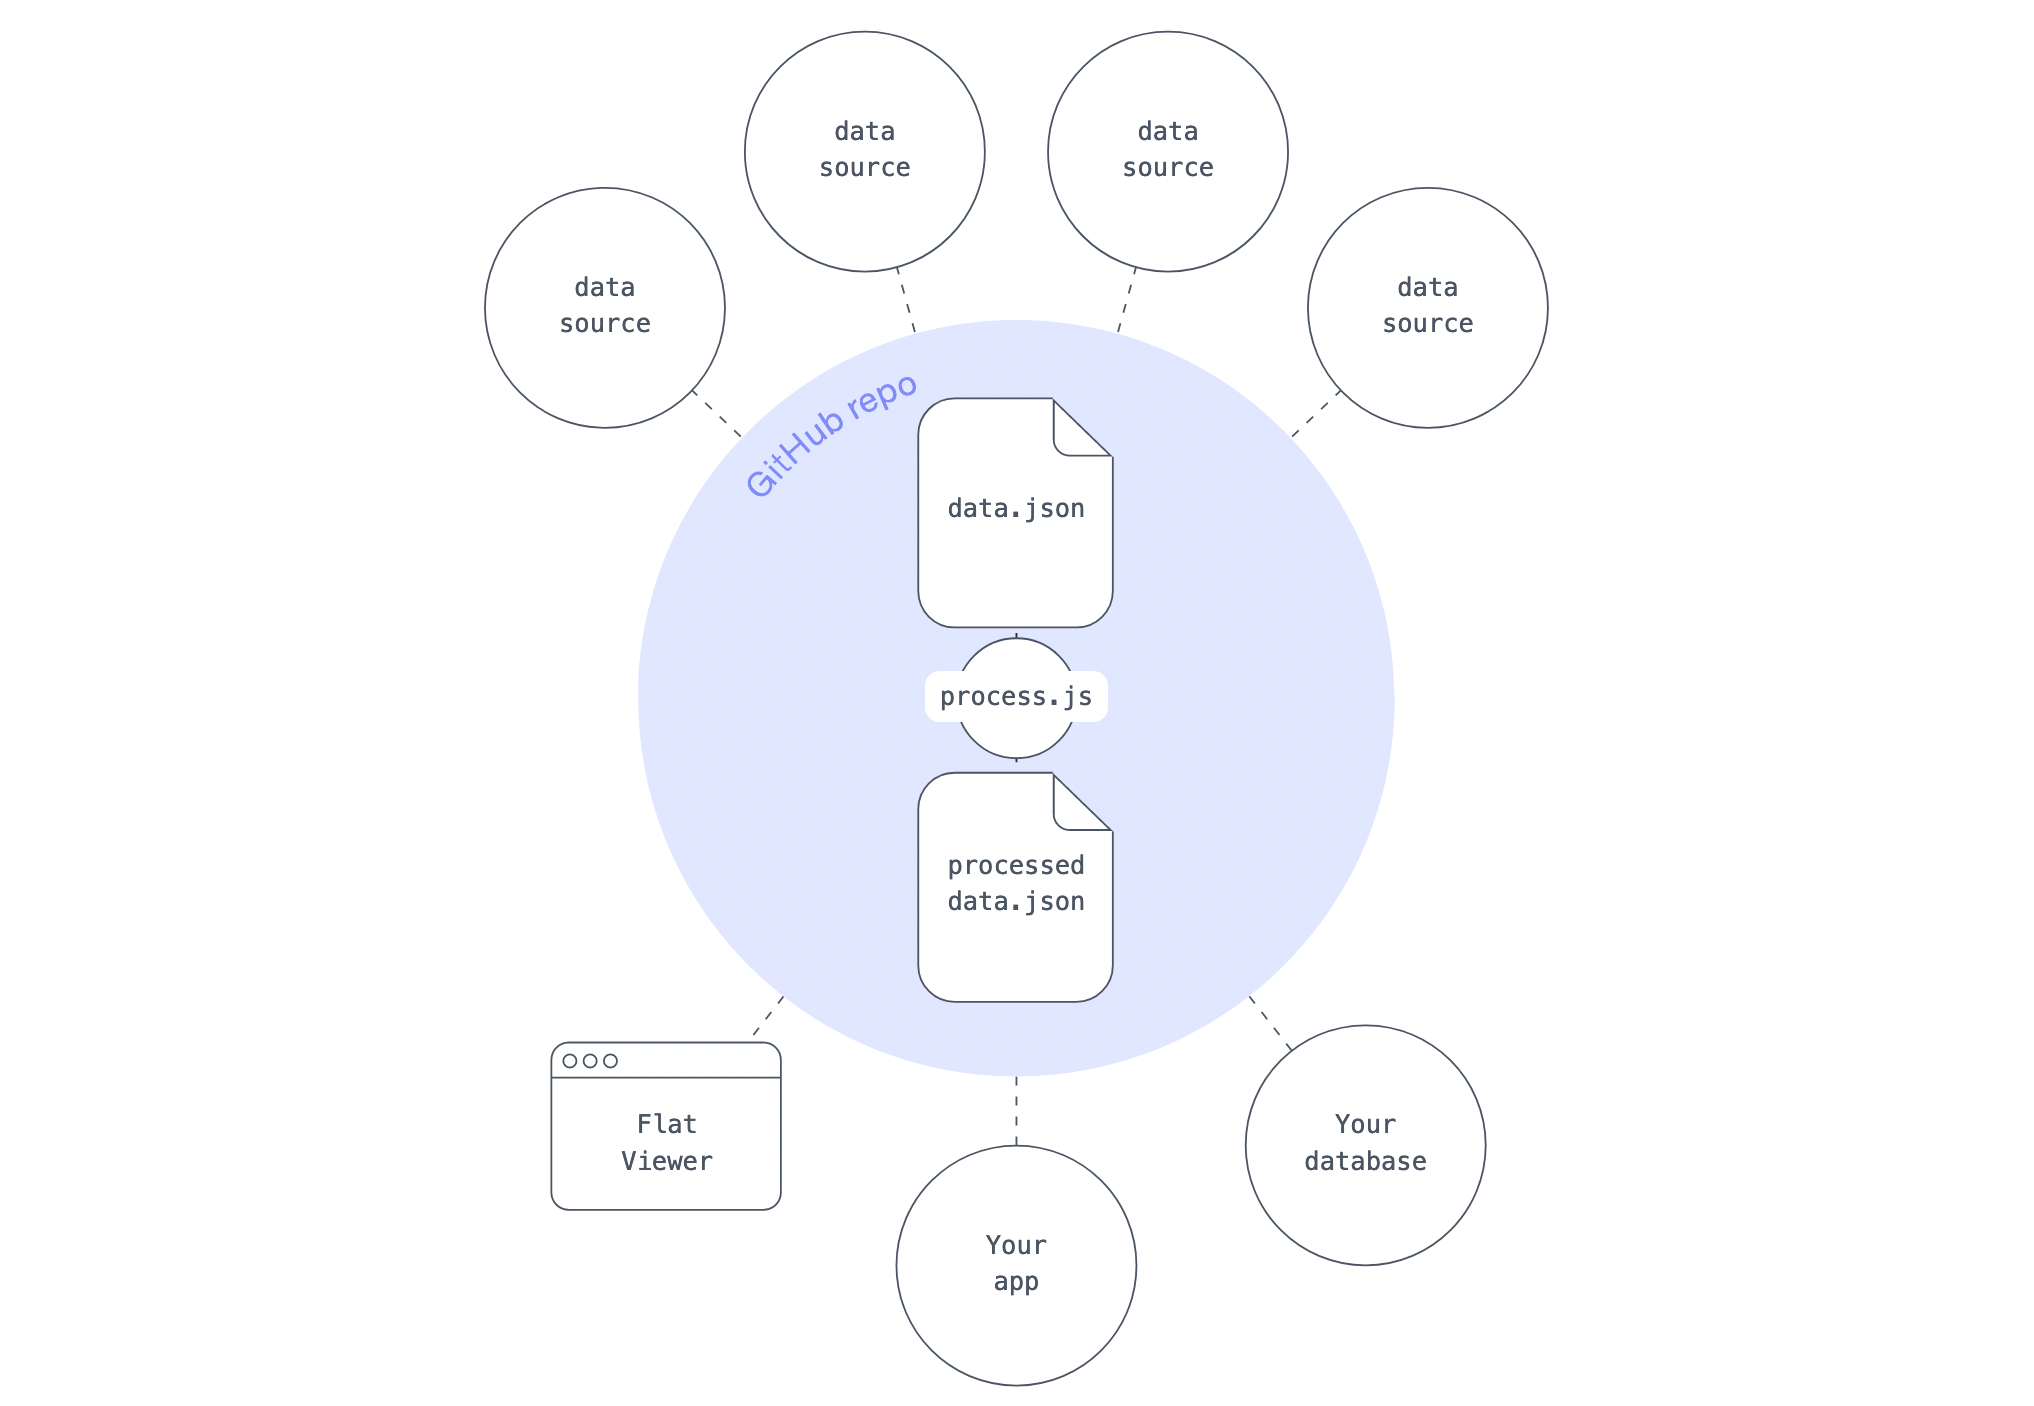 data
source
data
source
data
source
data
source
GitHub repo
data.json
process.js
processed
data.json
Flat
Viewer
Your
app
Your
database